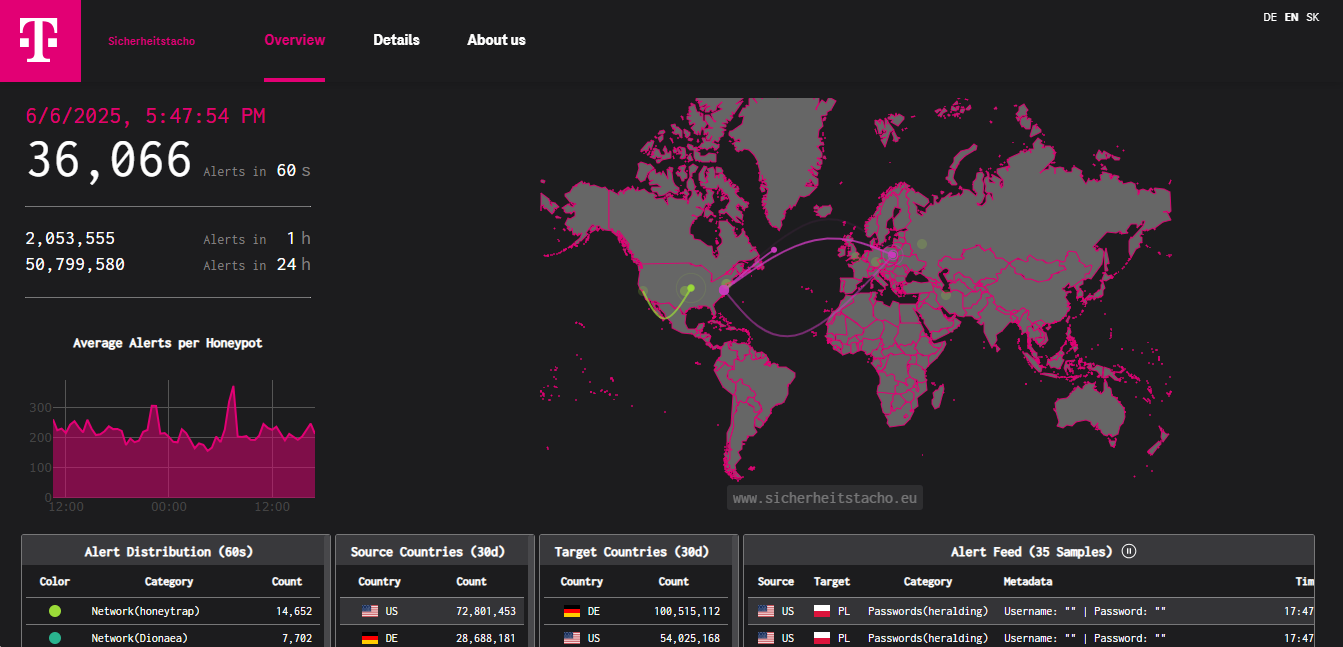 T
Sicherheitstacho
Overview
Details
About us
DE EN SK
6/6/2025, 5:47:54 PM
36,066 Alerts in 60 s
2,053,555 Alerts in 1 h
50,799,580 Alerts in 24 h
Average Alerts per Honeypot
300
200
100
0
12:00 00:00 12:00
www.sicherheitstacho.eu
Alert Distribution (60s)
Color Category Count
Network(honeytrap) 14,652
Network(Dionaea) 7,702
Source Countries (30d)
Country Count
US 72,801,453
DE 28,688,181
Target Countries (30d)
Country Count
DE 100,515,112
US 54,025,168
Alert Feed (35 Samples)
Source Target Category Metadata Tim
US PL Passwords(heralding) Username: "" | Password: "" 17:47
US PL Passwords(heralding) Username: "" | Password: "" 17:47